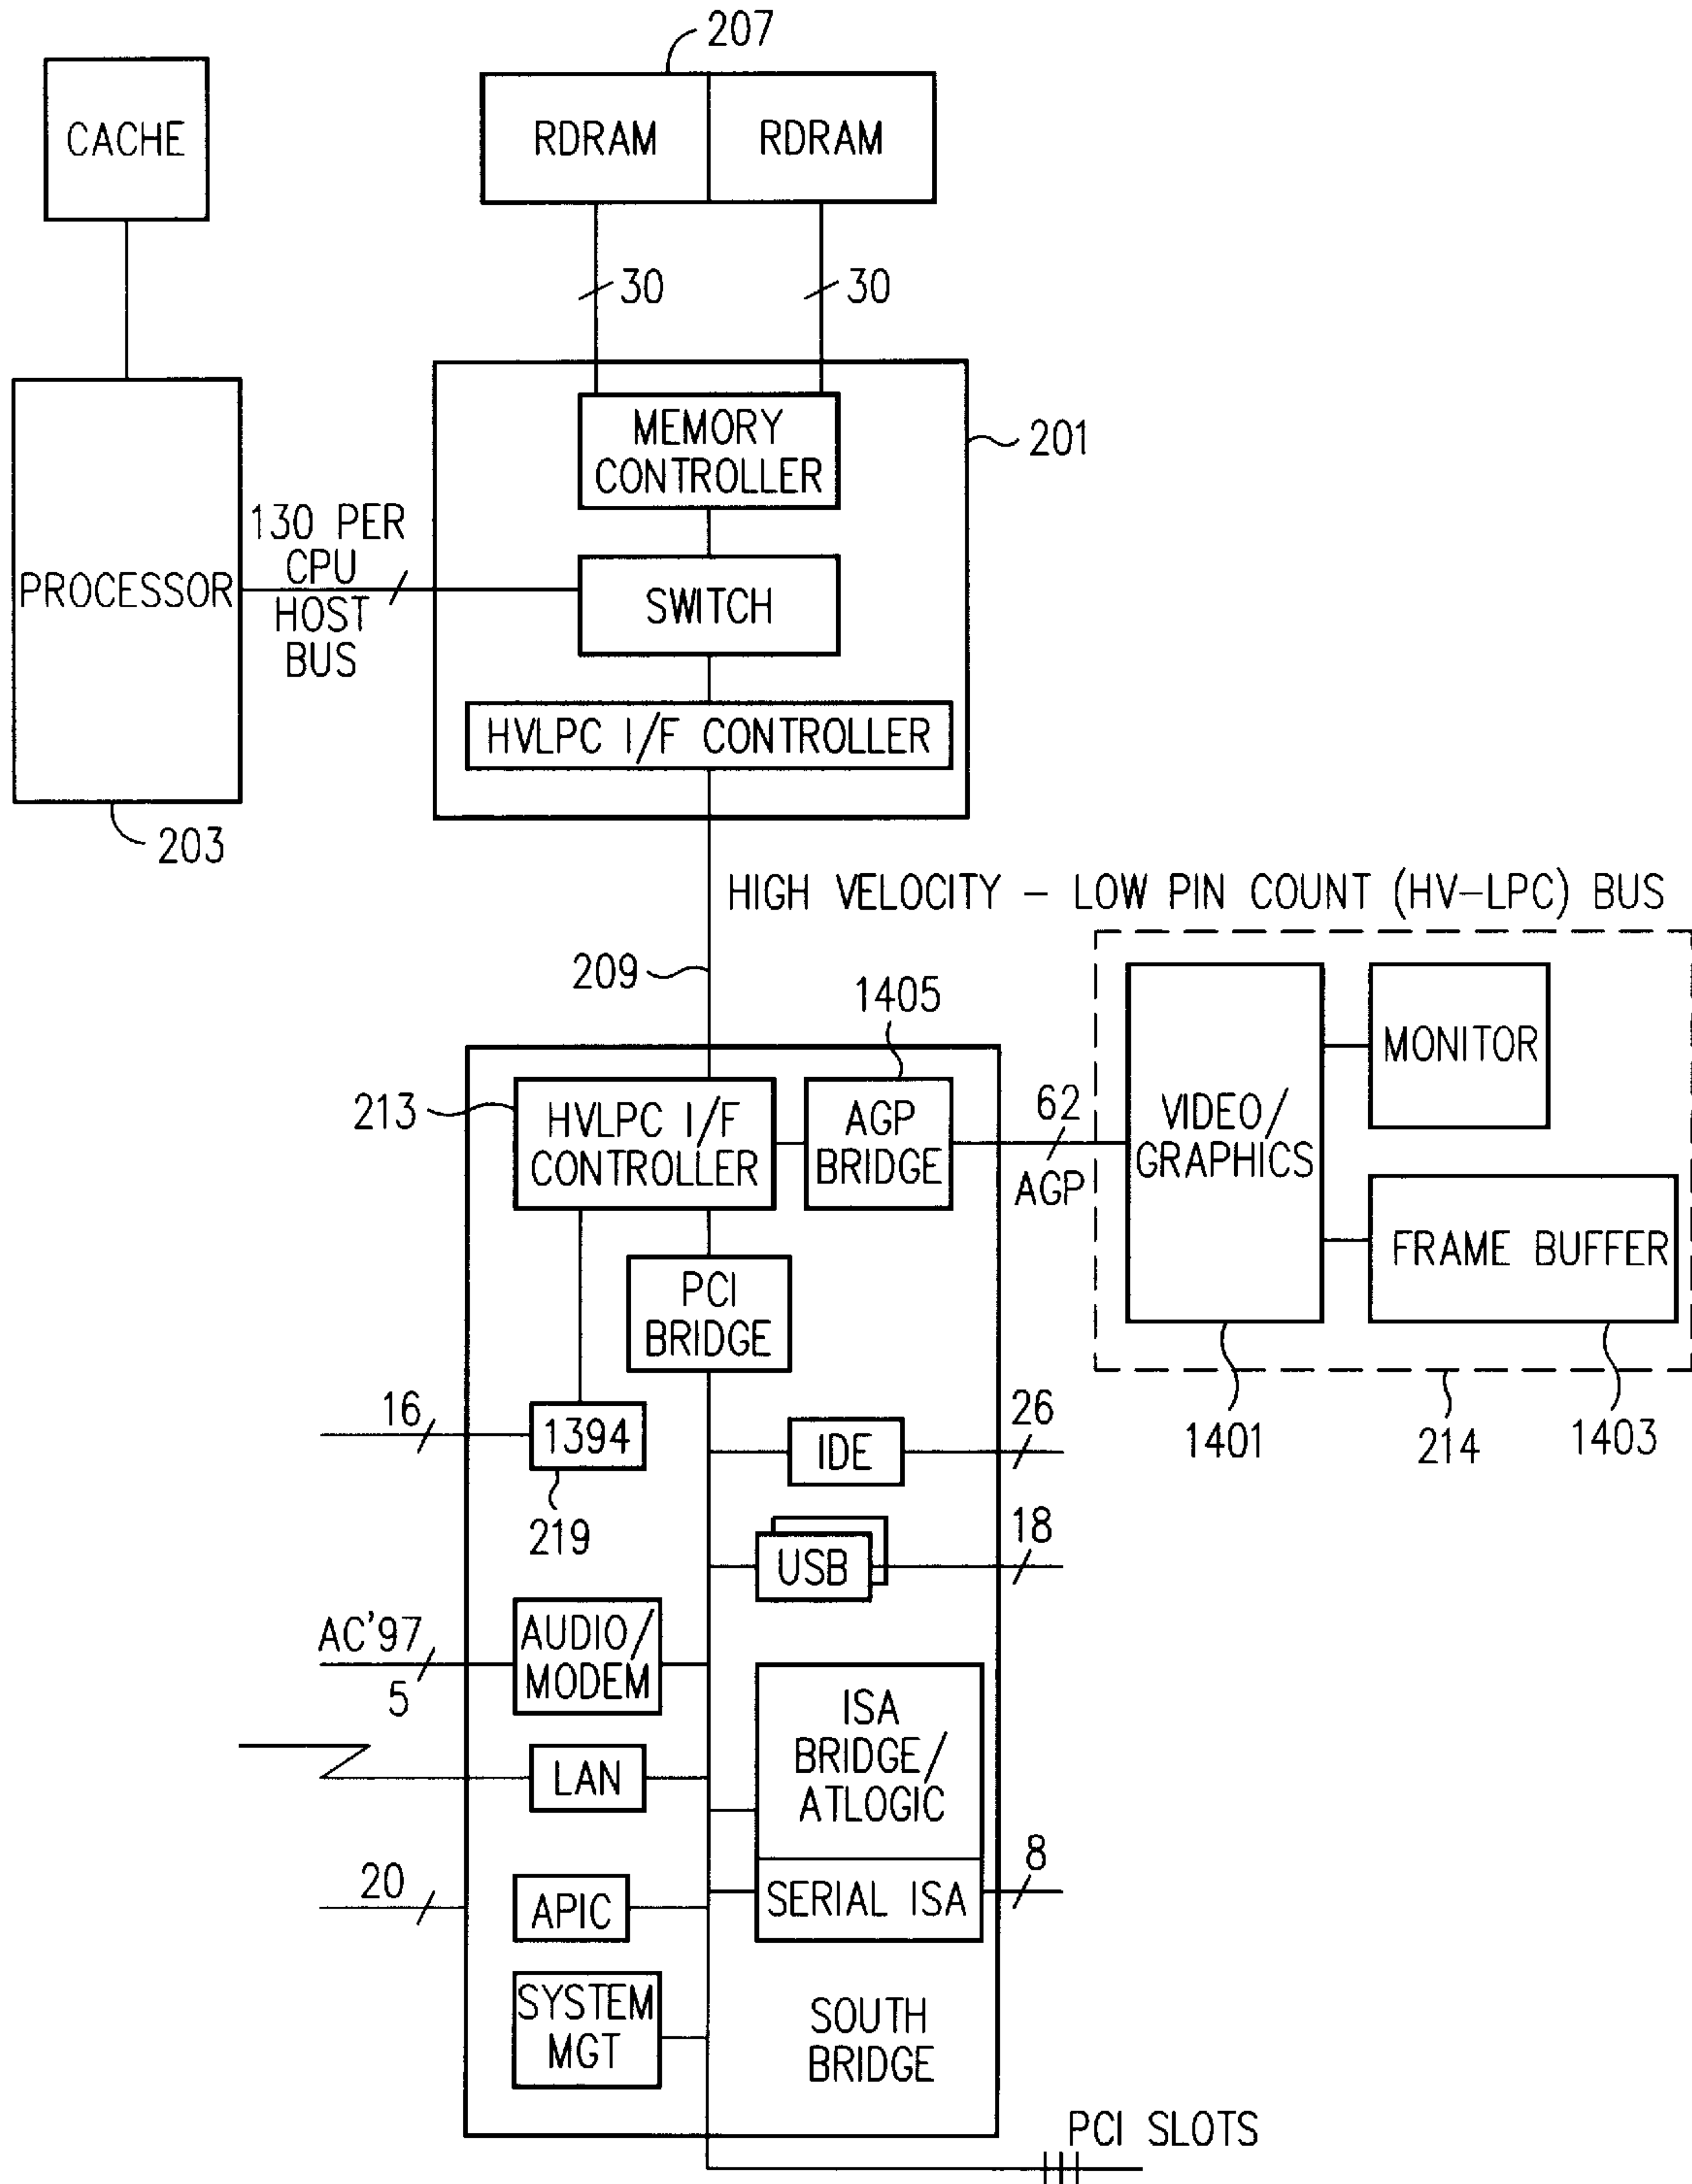 207
CACHE
RDRAM
RDRAM
30
30
MEMORY
CONTROLLER
201
130 PER
CPU
HOST
BUS
PROCESSOR
SWITCH
HVLPC I/F CONTROLLER
203
HIGH VELOCITY – LOW PIN COUNT (HV–LPC) BUS
209
1405
213
HVLPC I/F
CONTROLLER
AGP
BRIDGE
62
AGP
VIDEO/
GRAPHICS
MONITOR
FRAME BUFFER
PCI
BRIDGE
1401
214
1403
16
1394
219
IDE
26
USB
18
AC'97
5
AUDIO/
MODEM
ISA
BRIDGE/
ATLOGIC
LAN
20
APIC
SERIAL ISA
8
SYSTEM
MGT
SOUTH
BRIDGE
PCI SLOTS